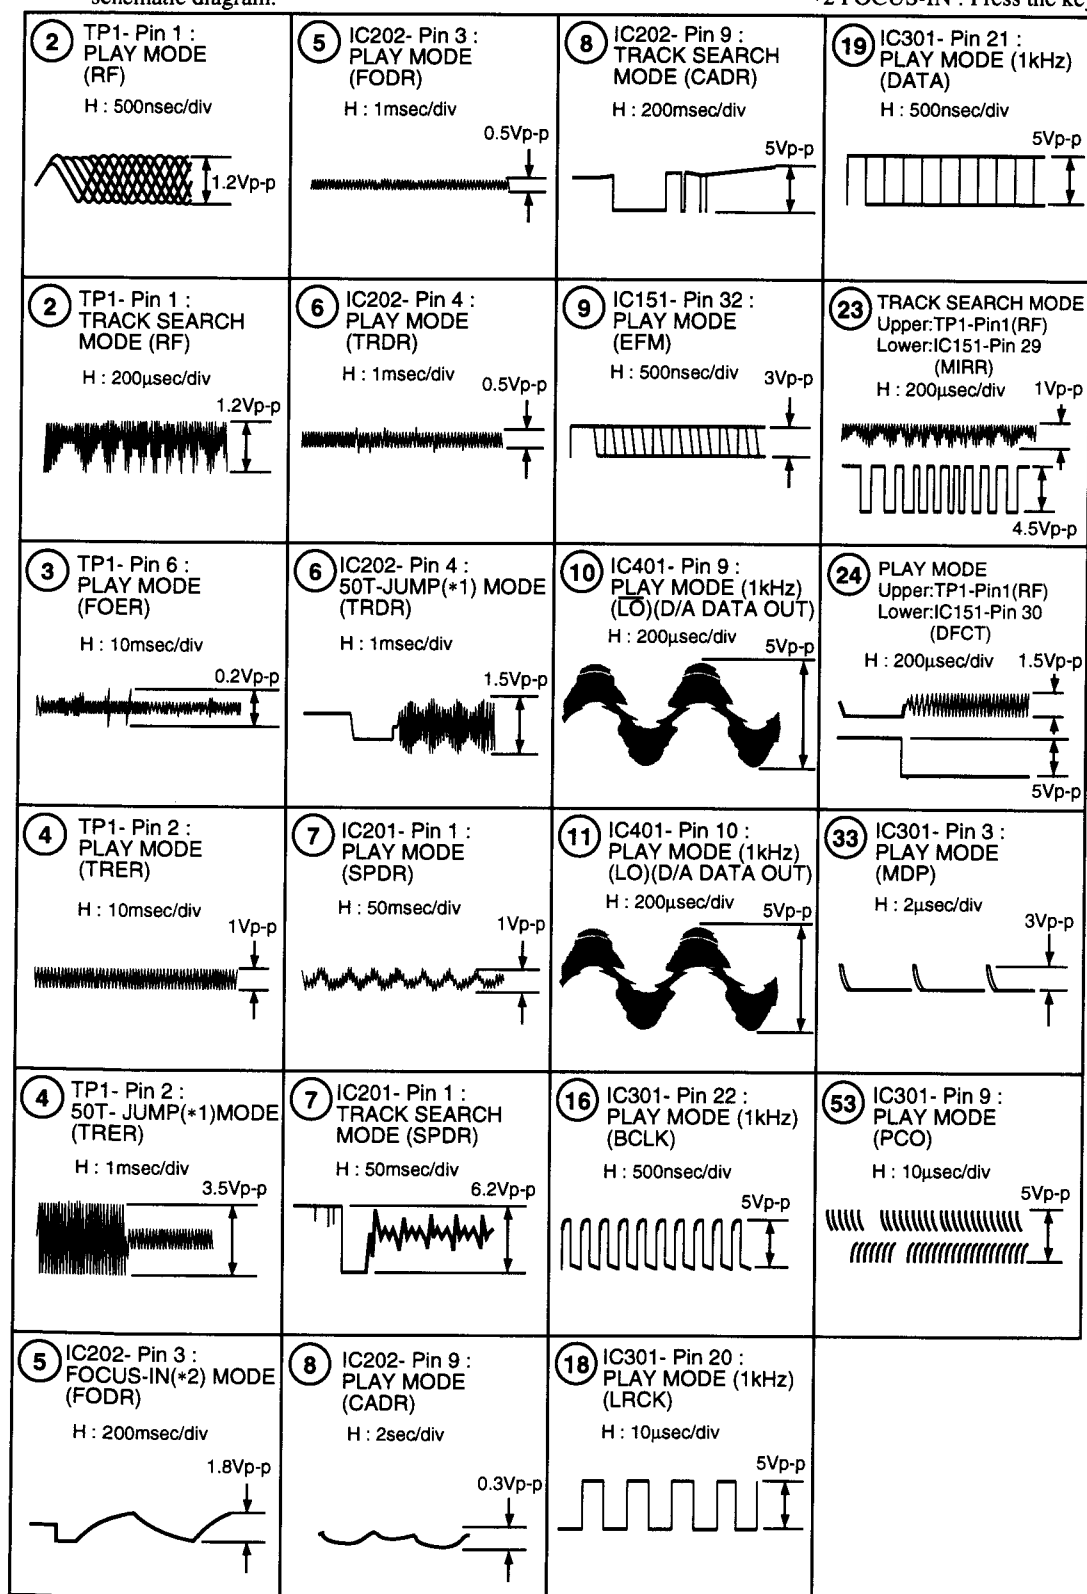 schematic diagram.
*2 FOCUS-IN : Press the key
2
TP1- Pin 1 :
PLAY MODE
(RF)
H : 500nsec/div
1.2Vp-p
5
IC202- Pin 3 :
PLAY MODE
(FODR)
H : 1msec/div
0.5Vp-p
8
IC202- Pin 9 :
TRACK SEARCH
MODE (CADR)
H : 200msec/div
5Vp-p
19
IC301- Pin 21 :
PLAY MODE (1kHz)
(DATA)
H : 500nsec/div
5Vp-p
2
TP1- Pin 1 :
TRACK SEARCH
MODE (RF)
H : 200µsec/div
1.2Vp-p
6
IC202- Pin 4 :
PLAY MODE
(TRDR)
H : 1msec/div
0.5Vp-p
9
IC151- Pin 32 :
PLAY MODE
(EFM)
H : 500nsec/div
3Vp-p
23
TRACK SEARCH MODE
Upper:TP1-Pin1(RF)
Lower:IC151-Pin 29
(MIRR)
H : 200µsec/div
1Vp-p
4.5Vp-p
3
TP1- Pin 6 :
PLAY MODE
(FOER)
H : 10msec/div
0.2Vp-p
6
IC202- Pin 4 :
50T-JUMP(*1) MODE
(TRDR)
H : 1msec/div
1.5Vp-p
10
IC401- Pin 9 :
PLAY MODE (1kHz)
(L̅O̅)(D/A DATA OUT)
H : 200µsec/div
5Vp-p
24
PLAY MODE
Upper:TP1-Pin1(RF)
Lower:IC151-Pin 30
(DFCT)
H : 200µsec/div
1.5Vp-p
5Vp-p
4
TP1- Pin 2 :
PLAY MODE
(TRER)
H : 10msec/div
1Vp-p
7
IC201- Pin 1 :
PLAY MODE
(SPDR)
H : 50msec/div
1Vp-p
11
IC401- Pin 10 :
PLAY MODE (1kHz)
(LO)(D/A DATA OUT)
H : 200µsec/div
5Vp-p
33
IC301- Pin 3 :
PLAY MODE
(MDP)
H : 2µsec/div
3Vp-p
4
TP1- Pin 2 :
50T- JUMP(*1)MODE
(TRER)
H : 1msec/div
3.5Vp-p
7
IC201- Pin 1 :
TRACK SEARCH
MODE (SPDR)
H : 50msec/div
6.2Vp-p
16
IC301- Pin 22 :
PLAY MODE (1kHz)
(BCLK)
H : 500nsec/div
5Vp-p
53
IC301- Pin 9 :
PLAY MODE
(PCO)
H : 10µsec/div
5Vp-p
5
IC202- Pin 3 :
FOCUS-IN(*2) MODE
(FODR)
H : 200msec/div
1.8Vp-p
8
IC202- Pin 9 :
PLAY MODE
(CADR)
H : 2sec/div
0.3Vp-p
18
IC301- Pin 20 :
PLAY MODE (1kHz)
(LRCK)
H : 10µsec/div
5Vp-p